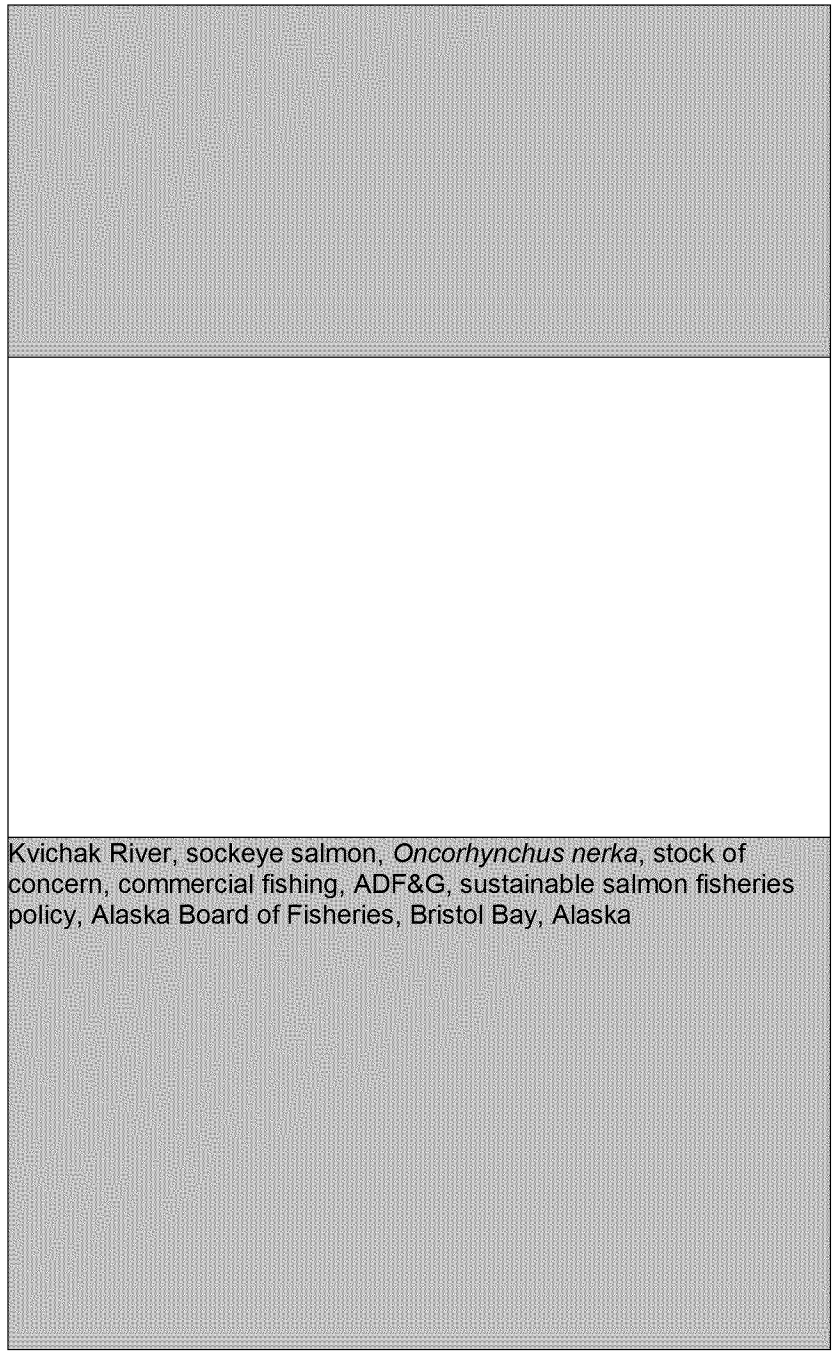 Kvichak River, sockeye salmon, Oncorhynchus nerka, stock of
concern, commercial fishing, ADF&G, sustainable salmon fisheries
policy, Alaska Board of Fisheries, Bristol Bay, Alaska